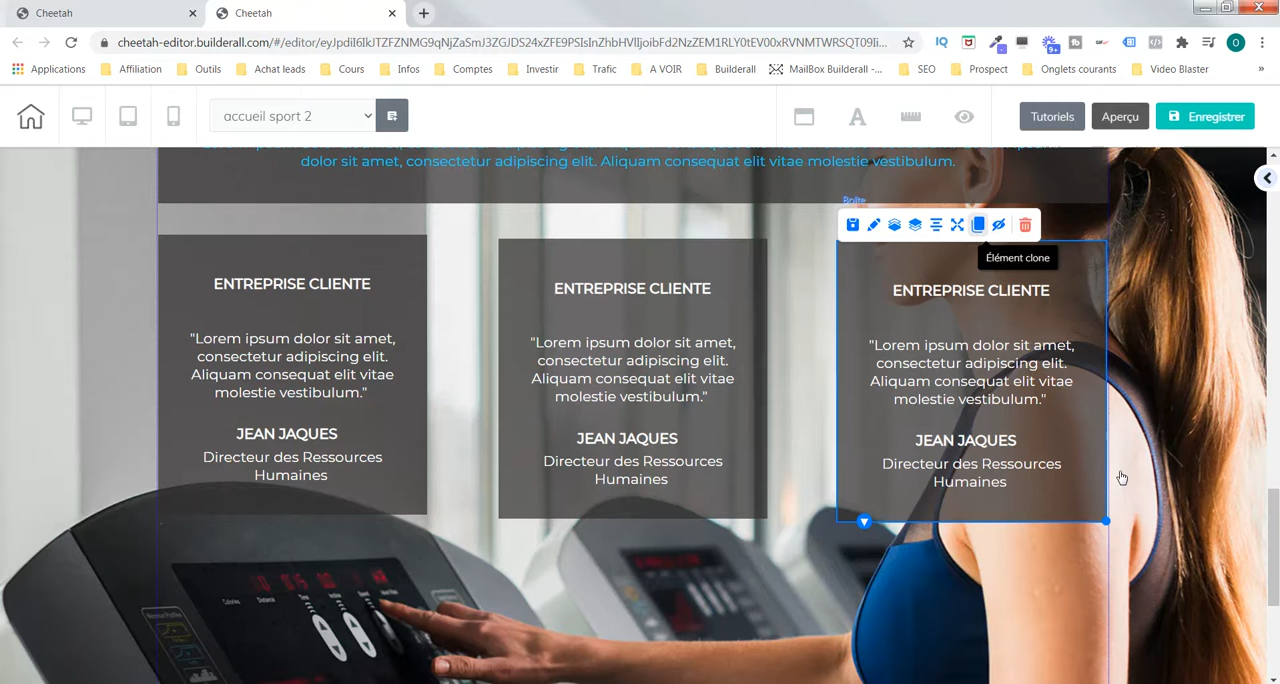 Cheetah
Cheetah
cheetah-editor.builderall.com/#/editor/
Applications
Affiliation
Outils
Achat leads
Cours
Infos
Comptes
Investir
Trafic
A VOIR
Builderall
MailBox Builderall -...
SEO
Prospect
Onglets courants
Video Blaster
»
accueil sport 2
Tutoriels
Aperçu
Enregistrer
dolor sit amet, consectetur adipiscing elit. Aliquam consequat elit vitae molestie vestibulum.
Boîte
Élément clone
ENTREPRISE CLIENTE
"Lorem ipsum dolor sit amet,
consectetur adipiscing elit.
Aliquam consequat elit vitae
molestie vestibulum."
JEAN JAQUES
Directeur des Ressources
Humaines
ENTREPRISE CLIENTE
"Lorem ipsum dolor sit amet,
consectetur adipiscing elit.
Aliquam consequat elit vitae
molestie vestibulum."
JEAN JAQUES
Directeur des Ressources
Humaines
ENTREPRISE CLIENTE
"Lorem ipsum dolor sit amet,
consectetur adipiscing elit.
Aliquam consequat elit vitae
molestie vestibulum."
JEAN JAQUES
Directeur des Ressources
Humaines